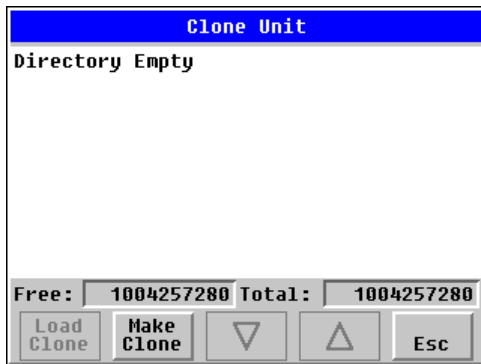 Clone Unit
Directory Empty
Free: 1004257280 Total: 1004257280
Load Clone
Make Clone
Esc